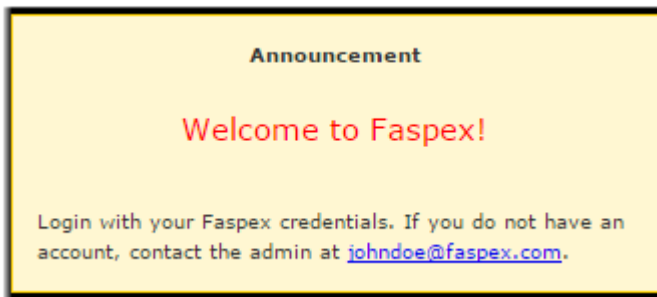 Announcement
Welcome to Faspex!
Login with your Faspex credentials. If you do not have an
account, contact the admin at johndoe@faspex.com.